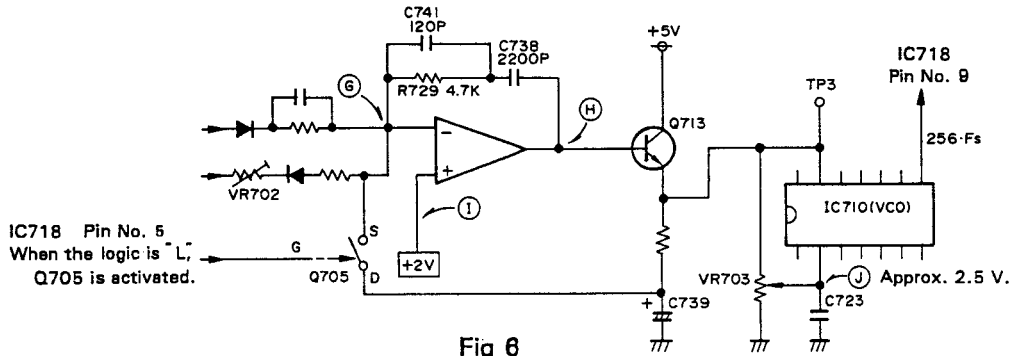 C741
120P
C738
2200P
R729 4.7K
G
H
+5V
Q713
TP3
IC718
Pin No. 9
256·Fs
−
+
VR702
I
+2V
IC718 Pin No. 5
When the logic is "L",
Q705 is activated.
G
S
Q705
D
+
C739
IC710(VCO)
VR703
J
Approx. 2.5 V.
C723
Fig 6